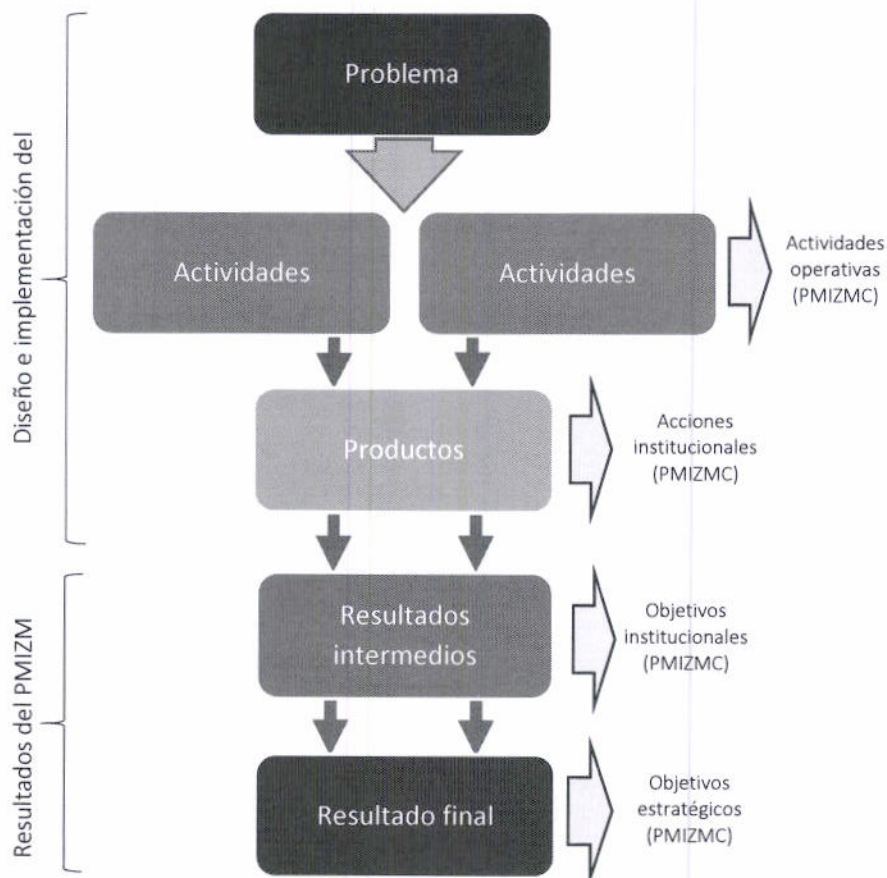 Diseño e implementación del
Problema
Actividades
Actividades
Actividades
operativas
(PMIZMC)
Productos
Acciones
institucionales
(PMIZMC)
Resultados del PMIZM
Resultados
intermedios
Objetivos
institucionales
(PMIZMC)
Resultado final
Objetivos
estratégicos
(PMIZMC)